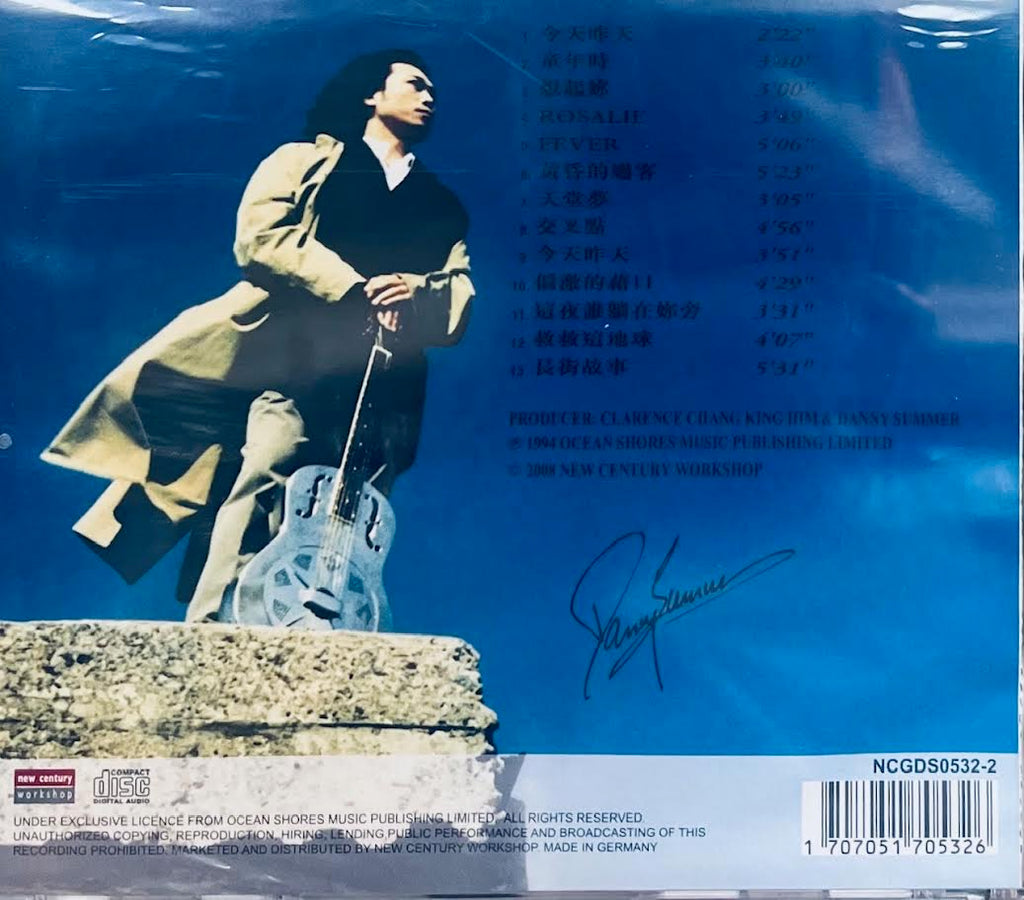 1. 今天昨天 2'22"
2. 童年時 3'40"
3. 想起妳 3'00"
4. ROSALIE 3'49"
5. FEVER 5'06"
6. 黃昏的過客 5'23"
7. 天堂夢 3'05"
8. 交叉點 4'56"
9. 今天昨天 3'51"
10. 偏激的藉口 4'29"
11. 這夜誰躺在妳旁 3'31"
12. 救救這地球 4'07"
13. 長街故事 5'31"
PRODUCER: CLARENCE CHANG KING HIM & DANNY SUMMER
℗ 1994 OCEAN SHORES MUSIC PUBLISHING LIMITED
© 2008 NEW CENTURY WORKSHOP
Danny Summer
NCGDS0532-2
new century
workshop
COMPACT
disc
DIGITAL AUDIO
UNDER EXCLUSIVE LICENCE FROM OCEAN SHORES MUSIC PUBLISHING LIMITED. ALL RIGHTS RESERVED.
UNAUTHORIZED COPYING, REPRODUCTION, HIRING, LENDING,PUBLIC PERFORMANCE AND BROADCASTING OF THIS
RECORDING PROHIBITED. MARKETED AND DISTRIBUTED BY NEW CENTURY WORKSHOP. MADE IN GERMANY
1 707051 705326